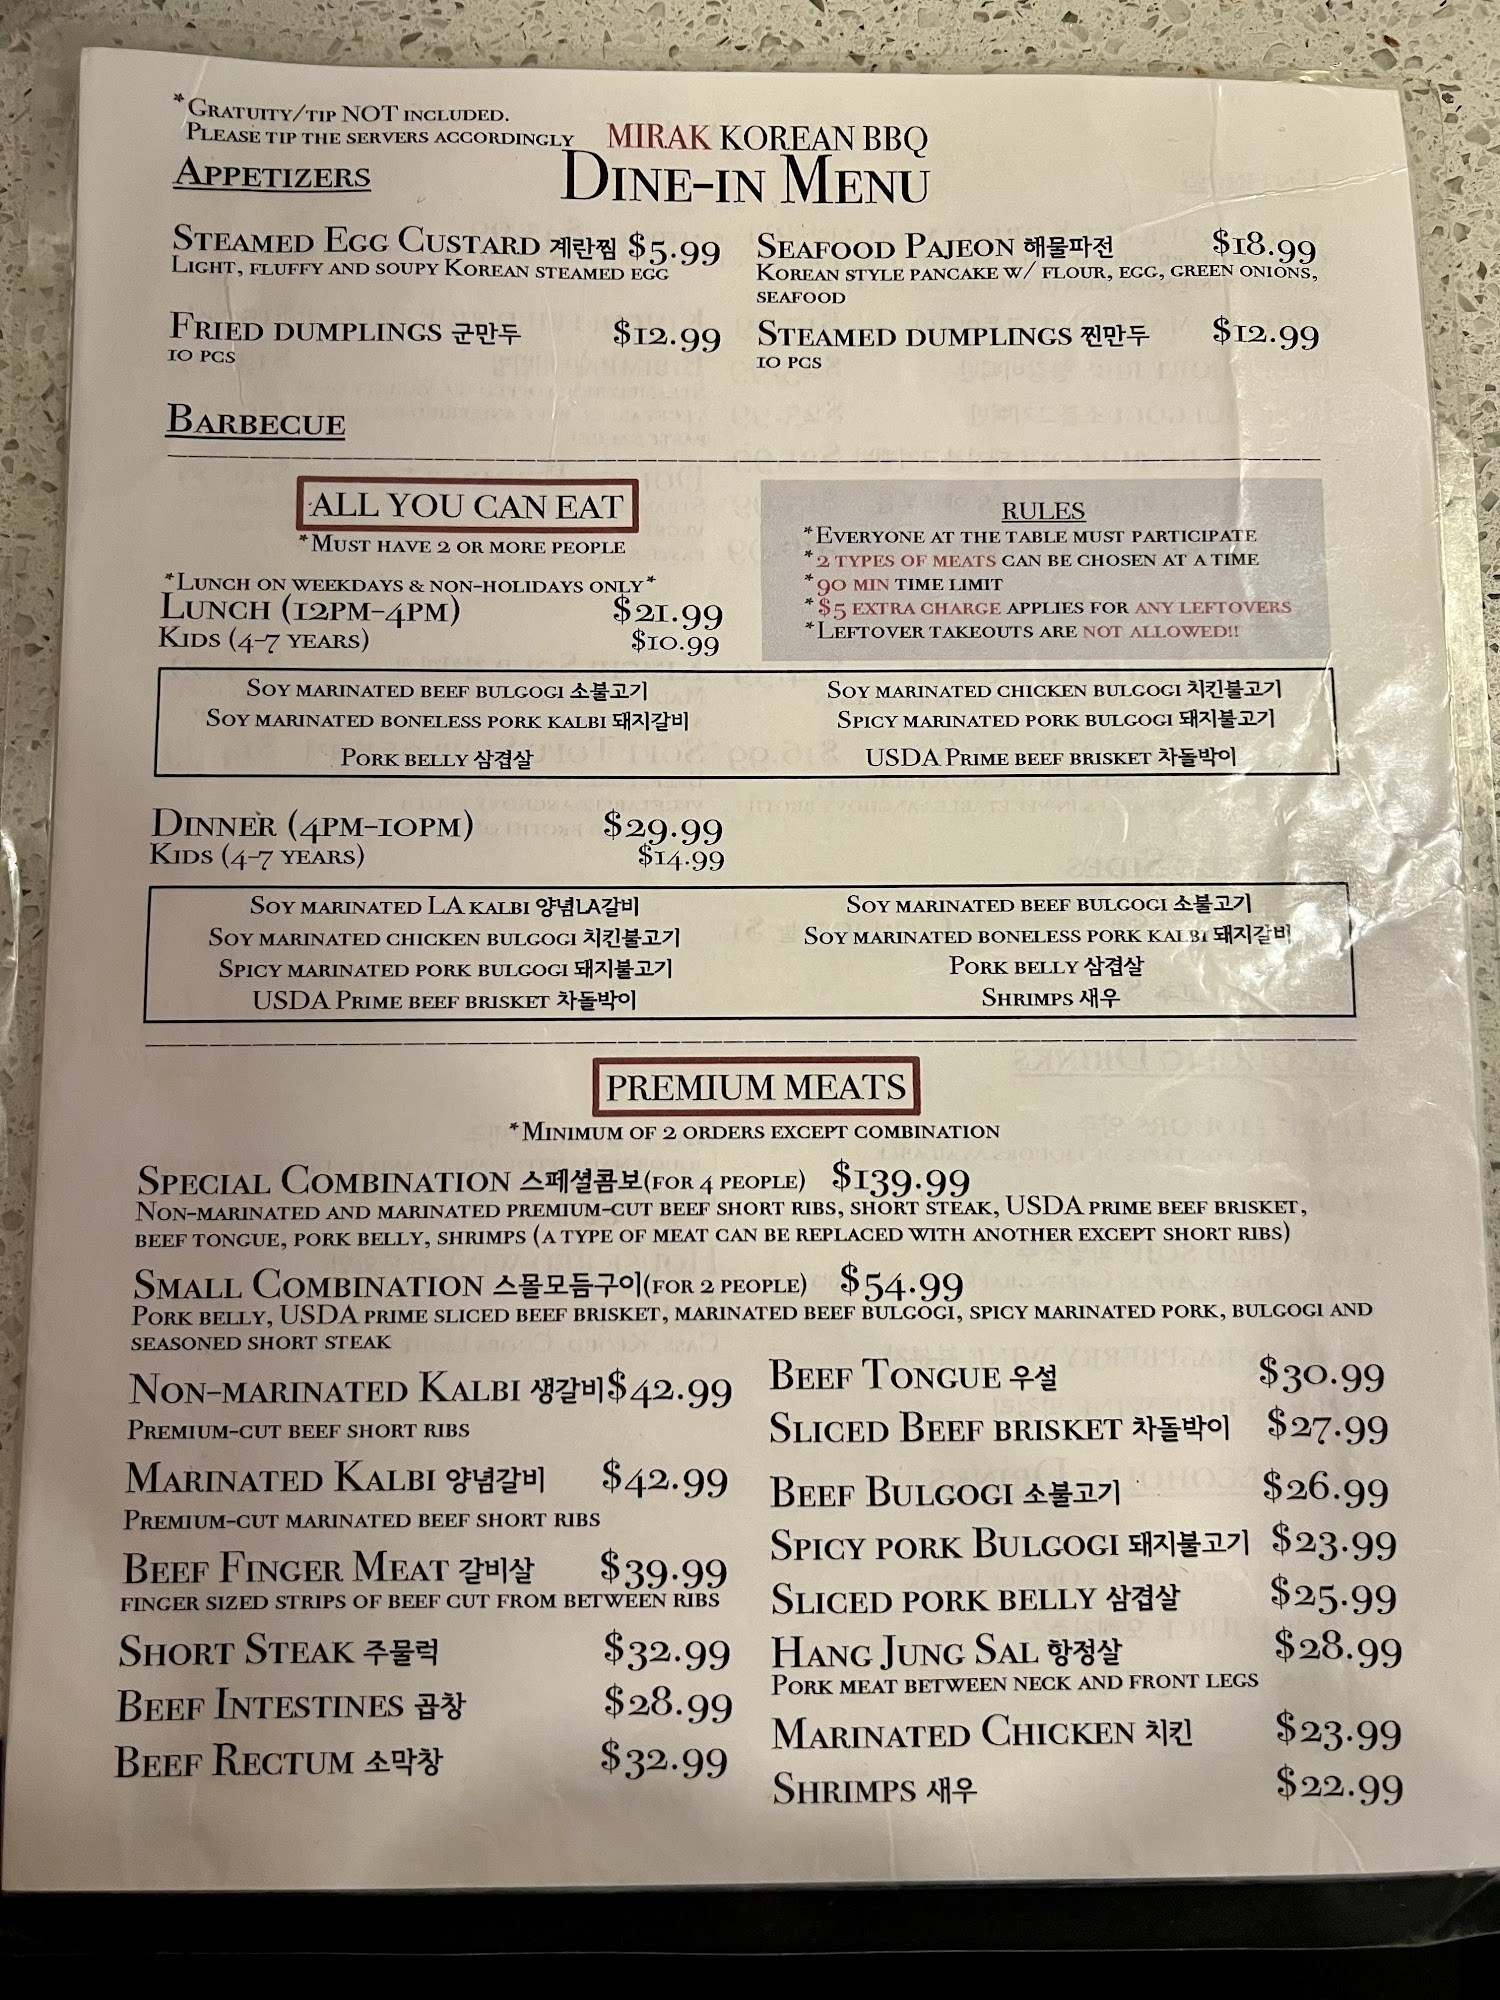 *Gratuity/tip NOT included.
Please tip the servers accordingly
MIRAK KOREAN BBQ
Dine-in Menu
Appetizers
Steamed Egg Custard 계란찜 $5.99
Light, fluffy and soupy Korean steamed egg
Seafood Pajeon 해물파전 $18.99
Korean style pancake w/ flour, egg, green onions,
seafood
Fried dumplings 군만두 $12.99
10 pcs
Steamed dumplings 찐만두 $12.99
10 pcs
Barbecue
ALL YOU CAN EAT
*Must have 2 or more people
*Lunch on weekdays & non-holidays only*
Lunch (12pm-4pm) $21.99
Kids (4-7 years) $10.99
RULES
*Everyone at the table must participate
*2 types of meats can be chosen at a time
*90 min time limit
*$5 extra charge applies for any leftovers
*Leftover takeouts are not allowed!!
Soy marinated beef bulgogi 소불고기
Soy marinated chicken bulgogi 치킨불고기
Soy marinated boneless pork kalbi 돼지갈비
Spicy marinated pork bulgogi 돼지불고기
Pork belly 삼겹살
USDA Prime beef brisket 차돌박이
Dinner (4pm-10pm) $29.99
Kids (4-7 years) $14.99
Soy marinated LA kalbi 양념LA갈비
Soy marinated beef bulgogi 소불고기
Soy marinated chicken bulgogi 치킨불고기
Soy marinated boneless pork kalbi 돼지갈비
Spicy marinated pork bulgogi 돼지불고기
Pork belly 삼겹살
USDA Prime beef brisket 차돌박이
Shrimps 새우
PREMIUM MEATS
*Minimum of 2 orders except combination
Special Combination 스페셜콤보(for 4 people) $139.99
Non-marinated and marinated premium-cut beef short ribs, short steak, USDA prime beef brisket,
beef tongue, pork belly, shrimps (a type of meat can be replaced with another except short ribs)
Small Combination 스몰모듬구이(for 2 people) $54.99
Pork belly, USDA prime sliced beef brisket, marinated beef bulgogi, spicy marinated pork, bulgogi and
seasoned short steak
Non-marinated Kalbi 생갈비$42.99
Premium-cut beef short ribs
Marinated Kalbi 양념갈비 $42.99
Premium-cut marinated beef short ribs
Beef Finger Meat 갈비살 $39.99
finger sized strips of beef cut from between ribs
Short Steak 주물럭 $32.99
Beef Intestines 곱창 $28.99
Beef Rectum 소막창 $32.99
Beef Tongue 우설 $30.99
Sliced Beef brisket 차돌박이 $27.99
Beef Bulgogi 소불고기 $26.99
Spicy pork Bulgogi 돼지불고기 $23.99
Sliced pork belly 삼겹살 $25.99
Hang Jung Sal 항정살 $28.99
Pork meat between neck and front legs
Marinated Chicken 치킨 $23.99
Shrimps 새우 $22.99